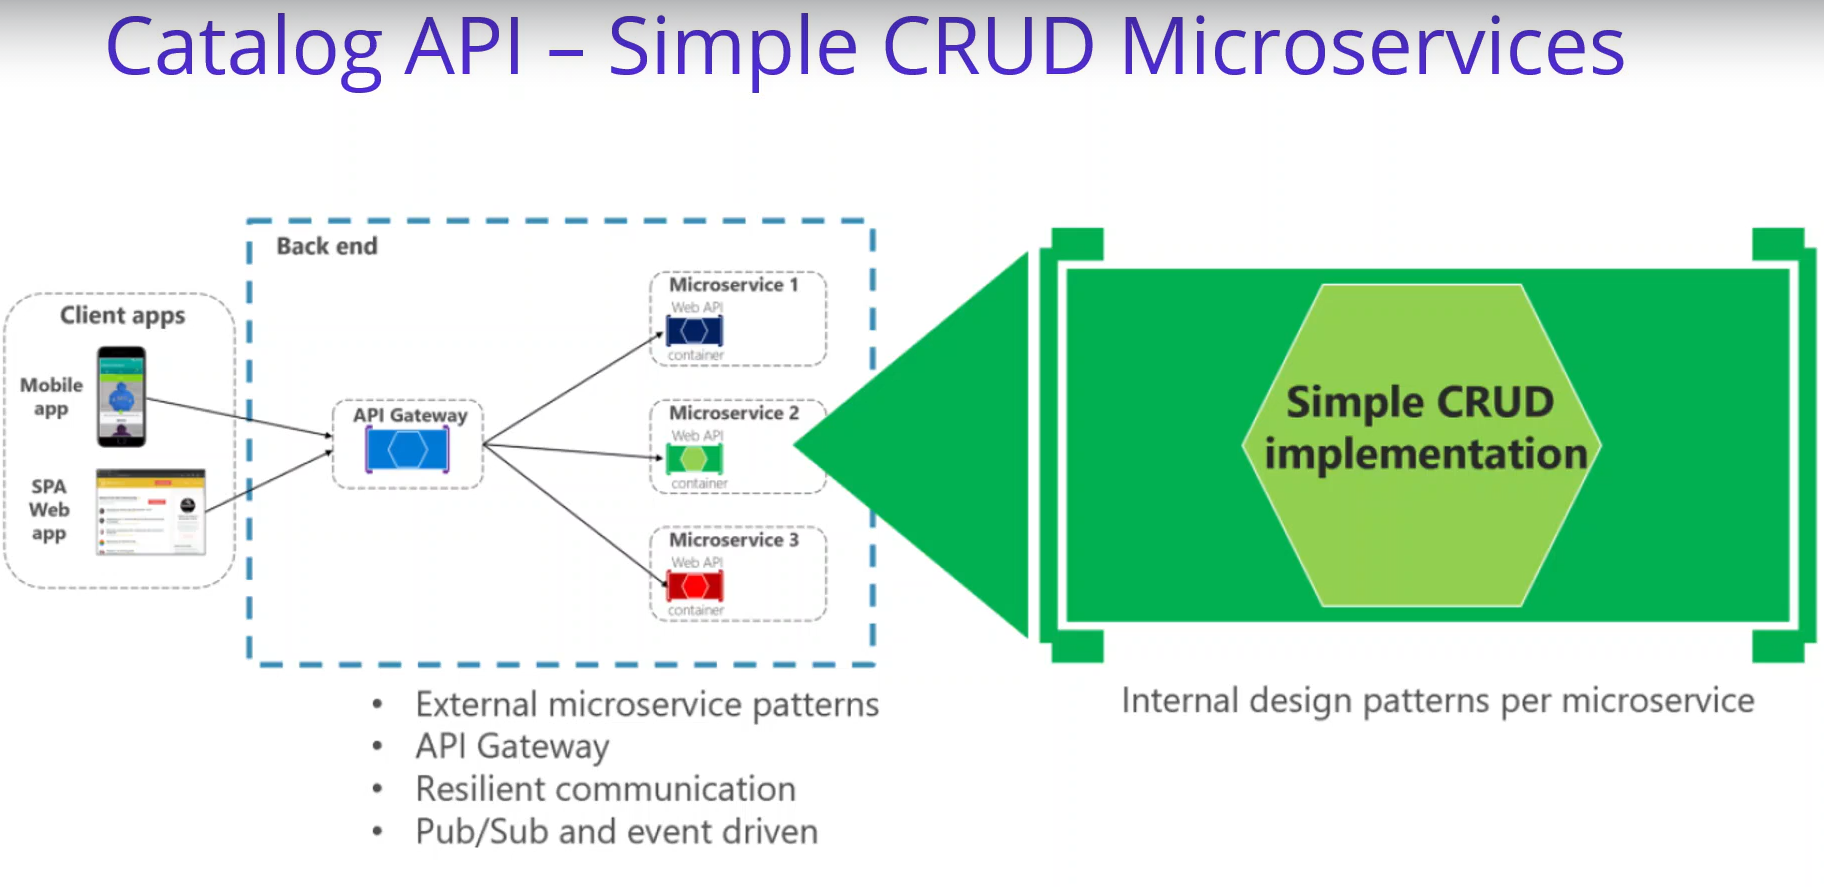 Catalog API – Simple CRUD Microservices
Back end
Client apps
Mobile
app
SPA
Web
app
API Gateway
Microservice 1
Web API
container
Microservice 2
Web API
container
Microservice 3
Web API
container
Simple CRUD
implementation
• External microservice patterns
• API Gateway
• Resilient communication
• Pub/Sub and event driven
Internal design patterns per microservice